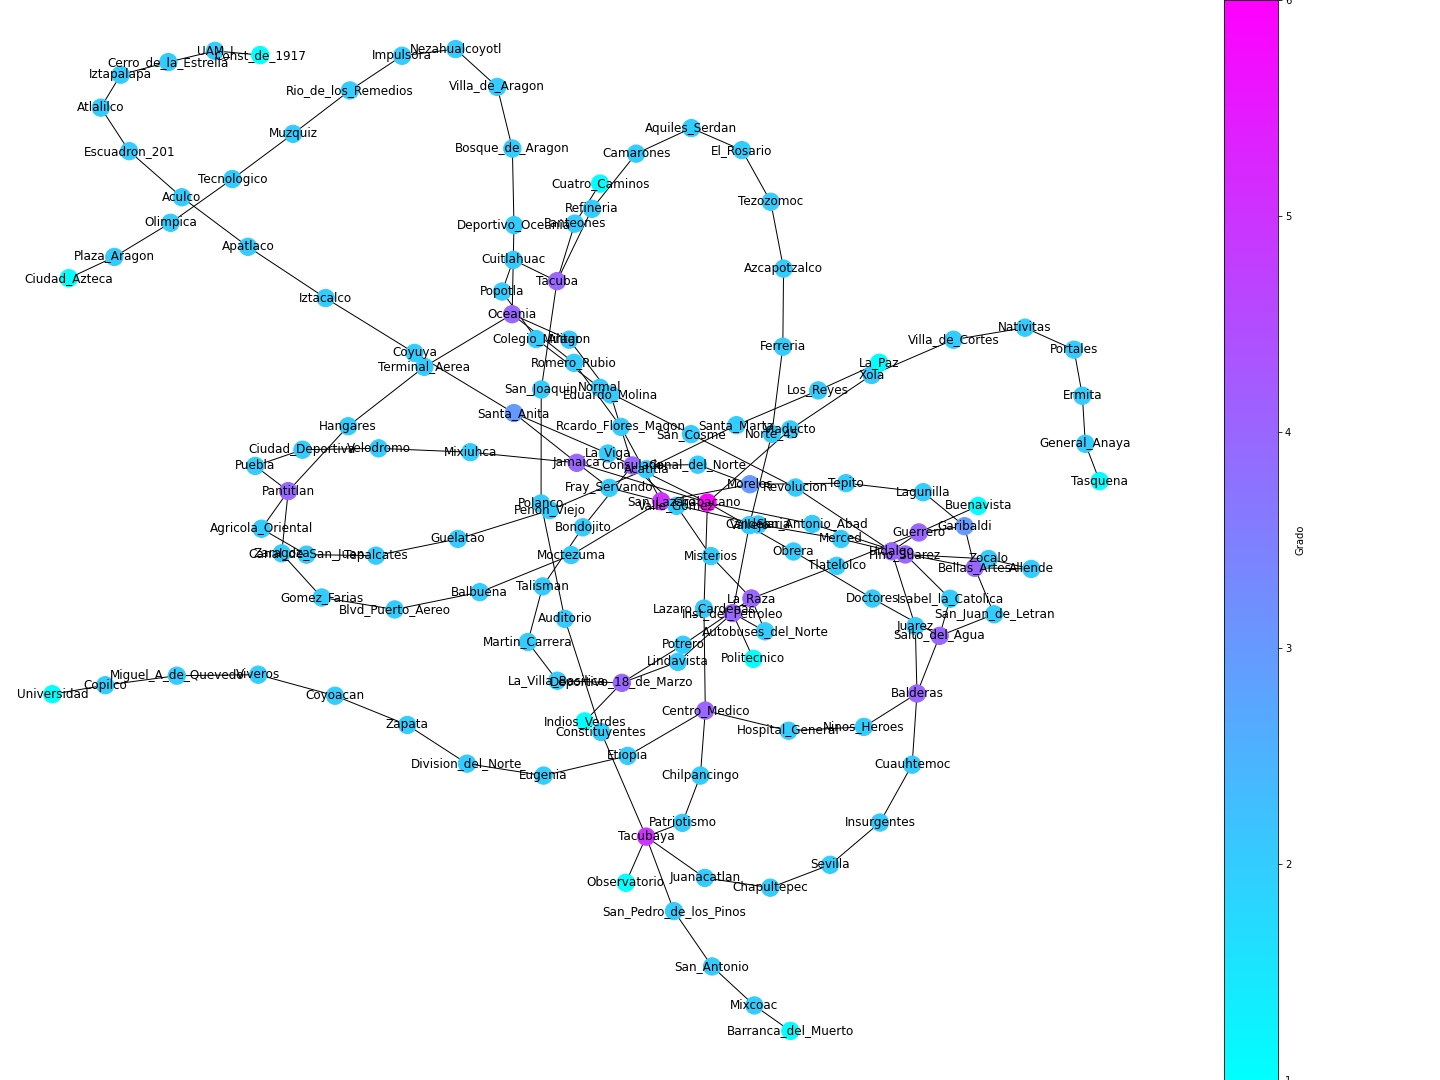 6
Nezahualcoyotl
UAM_I
Const_de_1917
Impulsora
Cerro_de_la_Estrella
Iztapalapa
Villa_de_Aragon
Rio_de_los_Remedios
Atlalilco
Aquiles_Serdan
Muzquiz
Bosque_de_Aragon
El_Rosario
Escuadron_201
Camarones
Tecnologico
Cuatro_Caminos
Aculco
Tezozomoc
Refineria
5
Olimpica
Deportivo_Oceania
Panteones
Apatlaco
Plaza_Aragon
Cuitlahuac
Azcapotzalco
Ciudad_Azteca
Tacuba
Popotla
Iztacalco
Oceania
Nativitas
Colegio_Militar
Aragon
Villa_de_Cortes
Ferreria
Portales
Coyuya
Romero_Rubio
La_Paz
Terminal_Aerea
Xola
San_Joaquin
Normal
Eduardo_Molina
Los_Reyes
Ermita
Santa_Anita
Hangares
Rcardo_Flores_Magon
Santa_Marta
Viaducto
San_Cosme
Norte_45
4
General_Anaya
Ciudad_Deportiva
Velodromo
Mixiuhca
La_Viga
Puebla
Jamaica
Consulado
Canal_del_Norte
Acatitla
Tasquena
Pantitlan
Fray_Servando
Morelos
Revolucion
Tepito
Lagunilla
Polanco
Penon_Viejo
San_Lazaro
Valle_Gomez
Chabacano
Buenavista
Agricola_Oriental
Bondojito
Vallejo
Candelaria
San_Antonio_Abad
Garibaldi
Guerrero
Guelatao
Merced
Grado
Zaragoza
Canal_de_San_Juan
Tepalcates
Moctezuma
Misterios
Obrera
Hidalgo
Pino_Suarez
Zocalo
Tlatelolco
Bellas_Artes
Allende
Talisman
Balbuena
Gomez_Farias
Blvd_Puerto_Aereo
La_Raza
Doctores
Isabel_la_Catolica
Lazaro_Cardenas
Inst_del_Petroleo
San_Juan_de_Letran
Auditorio
Juarez
Autobuses_del_Norte
Salto_del_Agua
Martin_Carrera
Potrero
3
Politecnico
Lindavista
Miguel_A_de_Quevedo
Viveros
La_Villa_Basilica
Deportivo_18_de_Marzo
Copilco
Universidad
Coyoacan
Balderas
Centro_Medico
Indios_Verdes
Zapata
Constituyentes
Hospital_General
Ninos_Heroes
Etiopia
Division_del_Norte
Cuauhtemoc
Eugenia
Chilpancingo
Patriotismo
Insurgentes
Tacubaya
2
Sevilla
Juanacatlan
Observatorio
Chapultepec
San_Pedro_de_los_Pinos
San_Antonio
Mixcoac
Barranca_del_Muerto
1